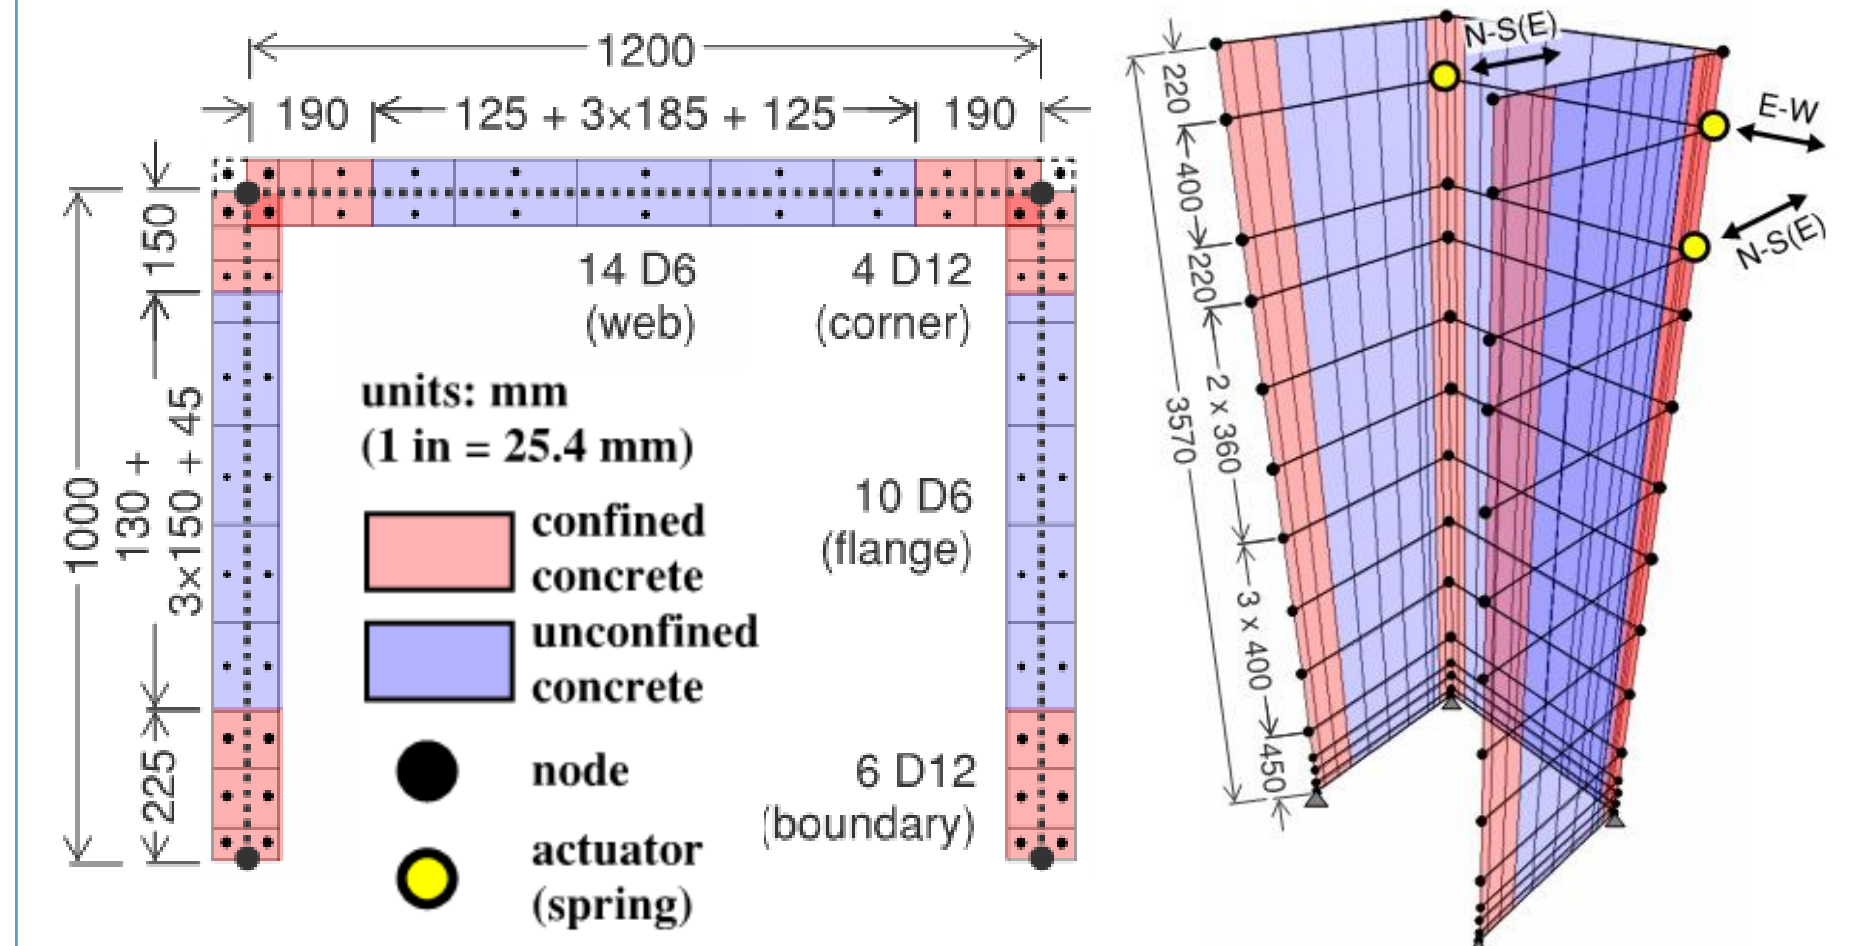 1200
190
125 + 3×185 + 125
190
150
1000
130 +
3×150 + 45
225
14 D6
(web)
4 D12
(corner)
units: mm
(1 in = 25.4 mm)
10 D6
(flange)
confined
concrete
unconfined
concrete
node
6 D12
(boundary)
actuator
(spring)
N-S(E)
E-W
N-S(E)
220
400
220
2 x 360
3570
3 x 400
450